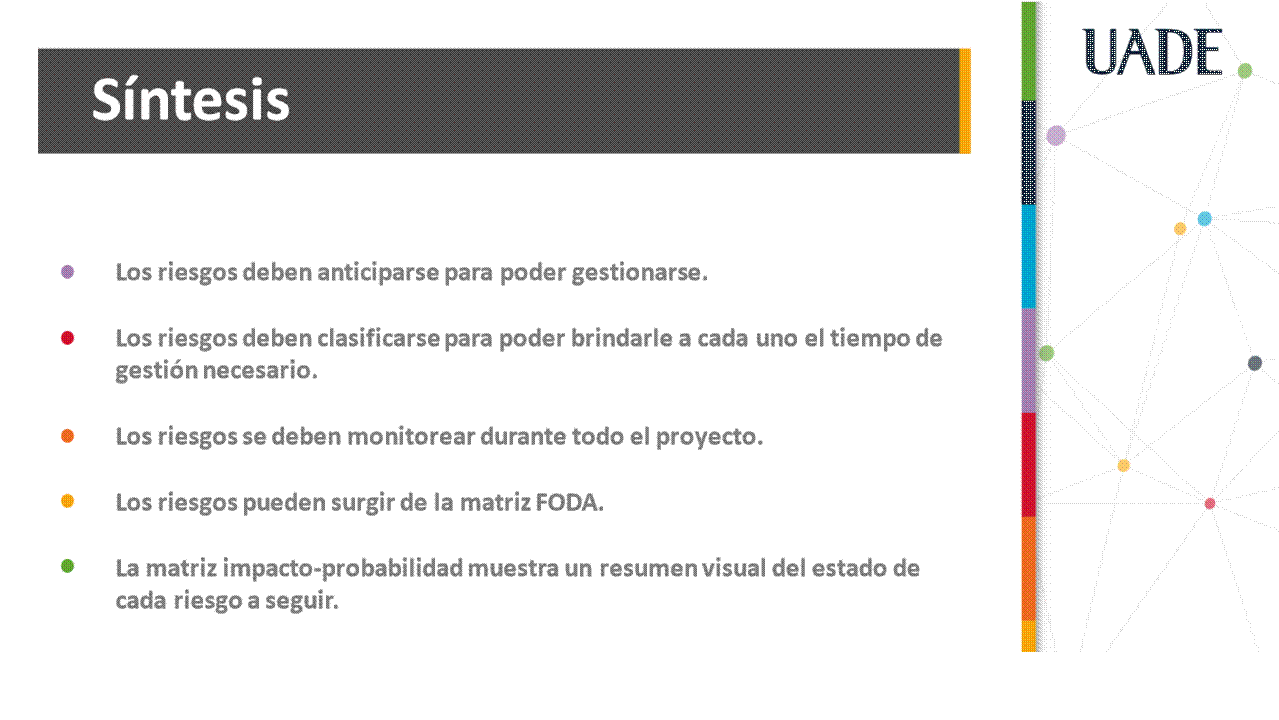 UADE
Síntesis
Los riesgos deben anticiparse para poder gestionarse.
Los riesgos deben clasificarse para poder brindarle a cada uno el tiempo de
gestión necesario.
Los riesgos se deben monitorear durante todo el proyecto.
Los riesgos pueden surgir de la matriz FODA.
La matriz impacto-probabilidad muestra un resumen visual del estado de
cada riesgo a seguir.